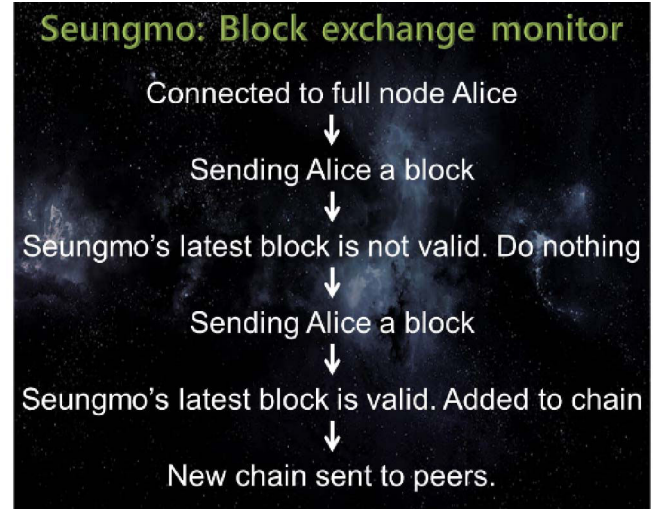 Seungmo: Block exchange monitor
Connected to full node Alice
Sending Alice a block
Seungmo's latest block is not valid. Do nothing
Sending Alice a block
Seungmo's latest block is valid. Added to chain
New chain sent to peers.